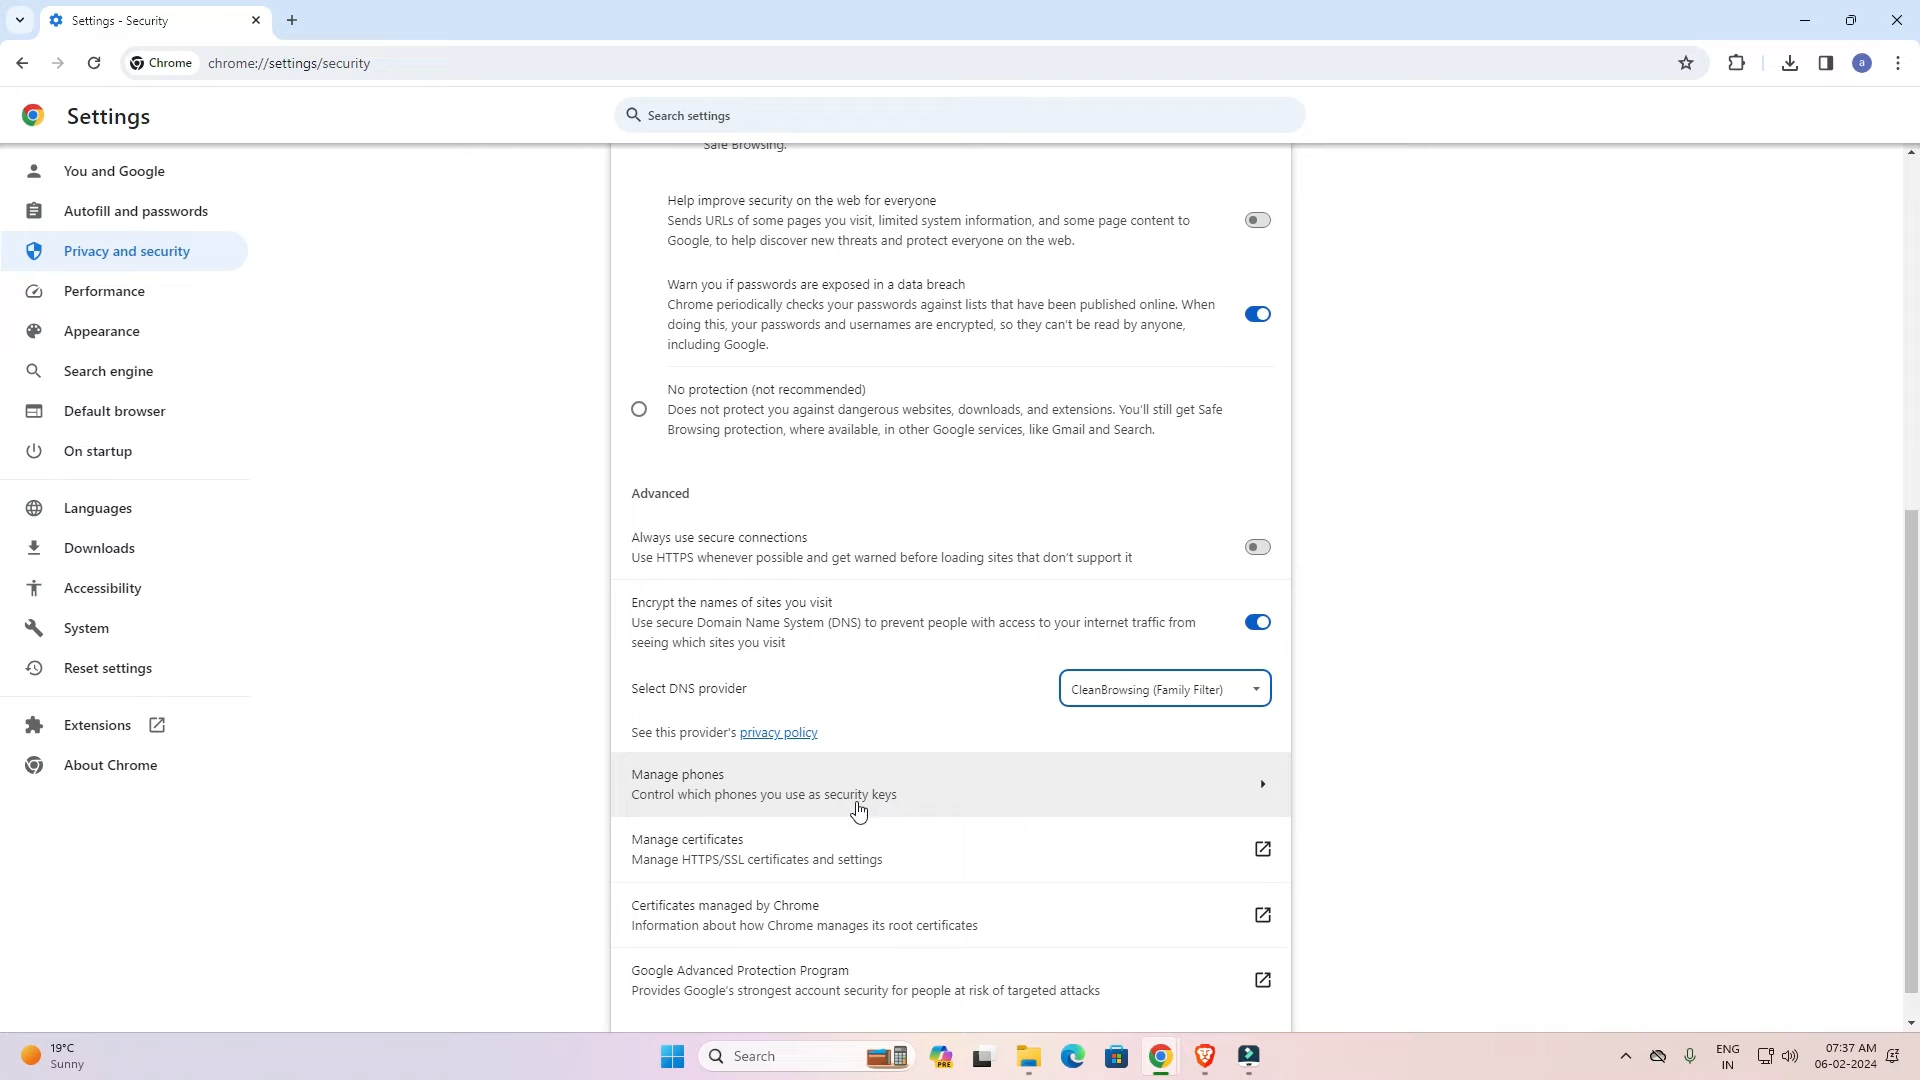 Settings - Security
Chrome
chrome://settings/security
a
Settings
Search settings
You and Google
Autofill and passwords
Privacy and security
Performance
Appearance
Search engine
Default browser
On startup
Languages
Downloads
Accessibility
System
Reset settings
Extensions
About Chrome
Safe Browsing.
Help improve security on the web for everyone
Sends URLs of some pages you visit, limited system information, and some page content to
Google, to help discover new threats and protect everyone on the web.
Warn you if passwords are exposed in a data breach
Chrome periodically checks your passwords against lists that have been published online. When
doing this, your passwords and usernames are encrypted, so they can't be read by anyone,
including Google.
No protection (not recommended)
Does not protect you against dangerous websites, downloads, and extensions. You'll still get Safe
Browsing protection, where available, in other Google services, like Gmail and Search.
Advanced
Always use secure connections
Use HTTPS whenever possible and get warned before loading sites that don't support it
Encrypt the names of sites you visit
Use secure Domain Name System (DNS) to prevent people with access to your internet traffic from
seeing which sites you visit
Select DNS provider
CleanBrowsing (Family Filter)
See this provider's privacy policy
Manage phones
Control which phones you use as security keys
Manage certificates
Manage HTTPS/SSL certificates and settings
Certificates managed by Chrome
Information about how Chrome manages its root certificates
Google Advanced Protection Program
Provides Google's strongest account security for people at risk of targeted attacks
19°C
Sunny
Search
PRE
ENG
IN
07:37 AM
06-02-2024